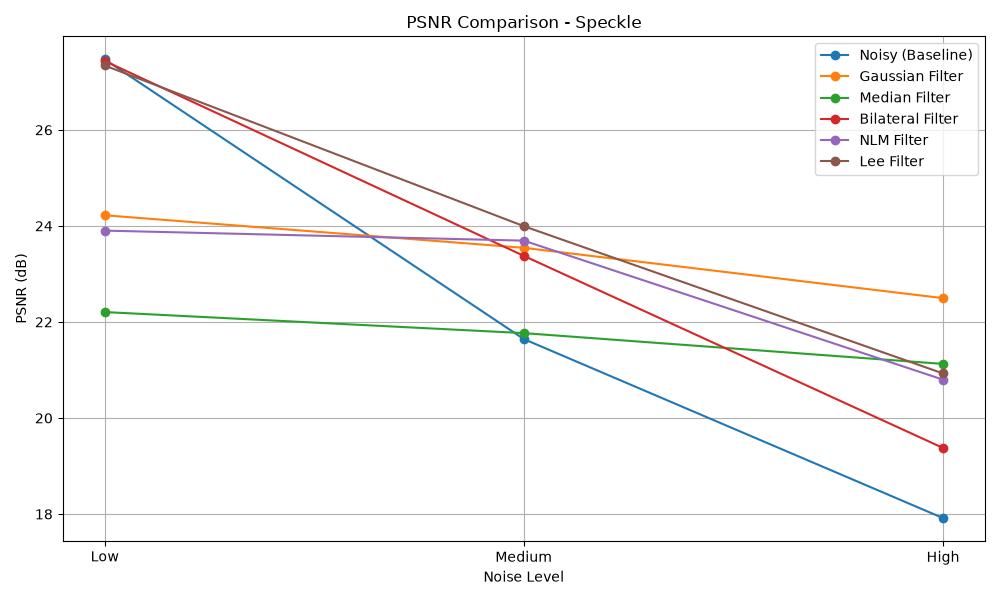 PSNR Comparison - Speckle
Noisy (Baseline)
Gaussian Filter
Median Filter
Bilateral Filter
NLM Filter
Lee Filter
PSNR (dB)
26
24
22
20
18
Low
Medium
High
Noise Level